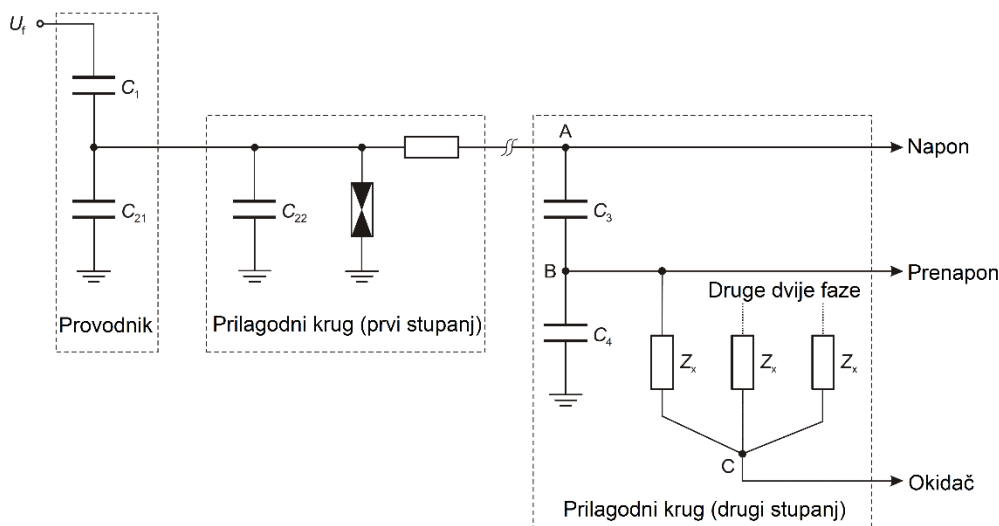 Uf
C1
A
Napon
C21
C22
C3
B
Prenapon
Druge dvije faze
Provodnik
Prilagodni krug (prvi stupanj)
C4
Zx
Zx
Zx
C
Okidač
Prilagodni krug (drugi stupanj)